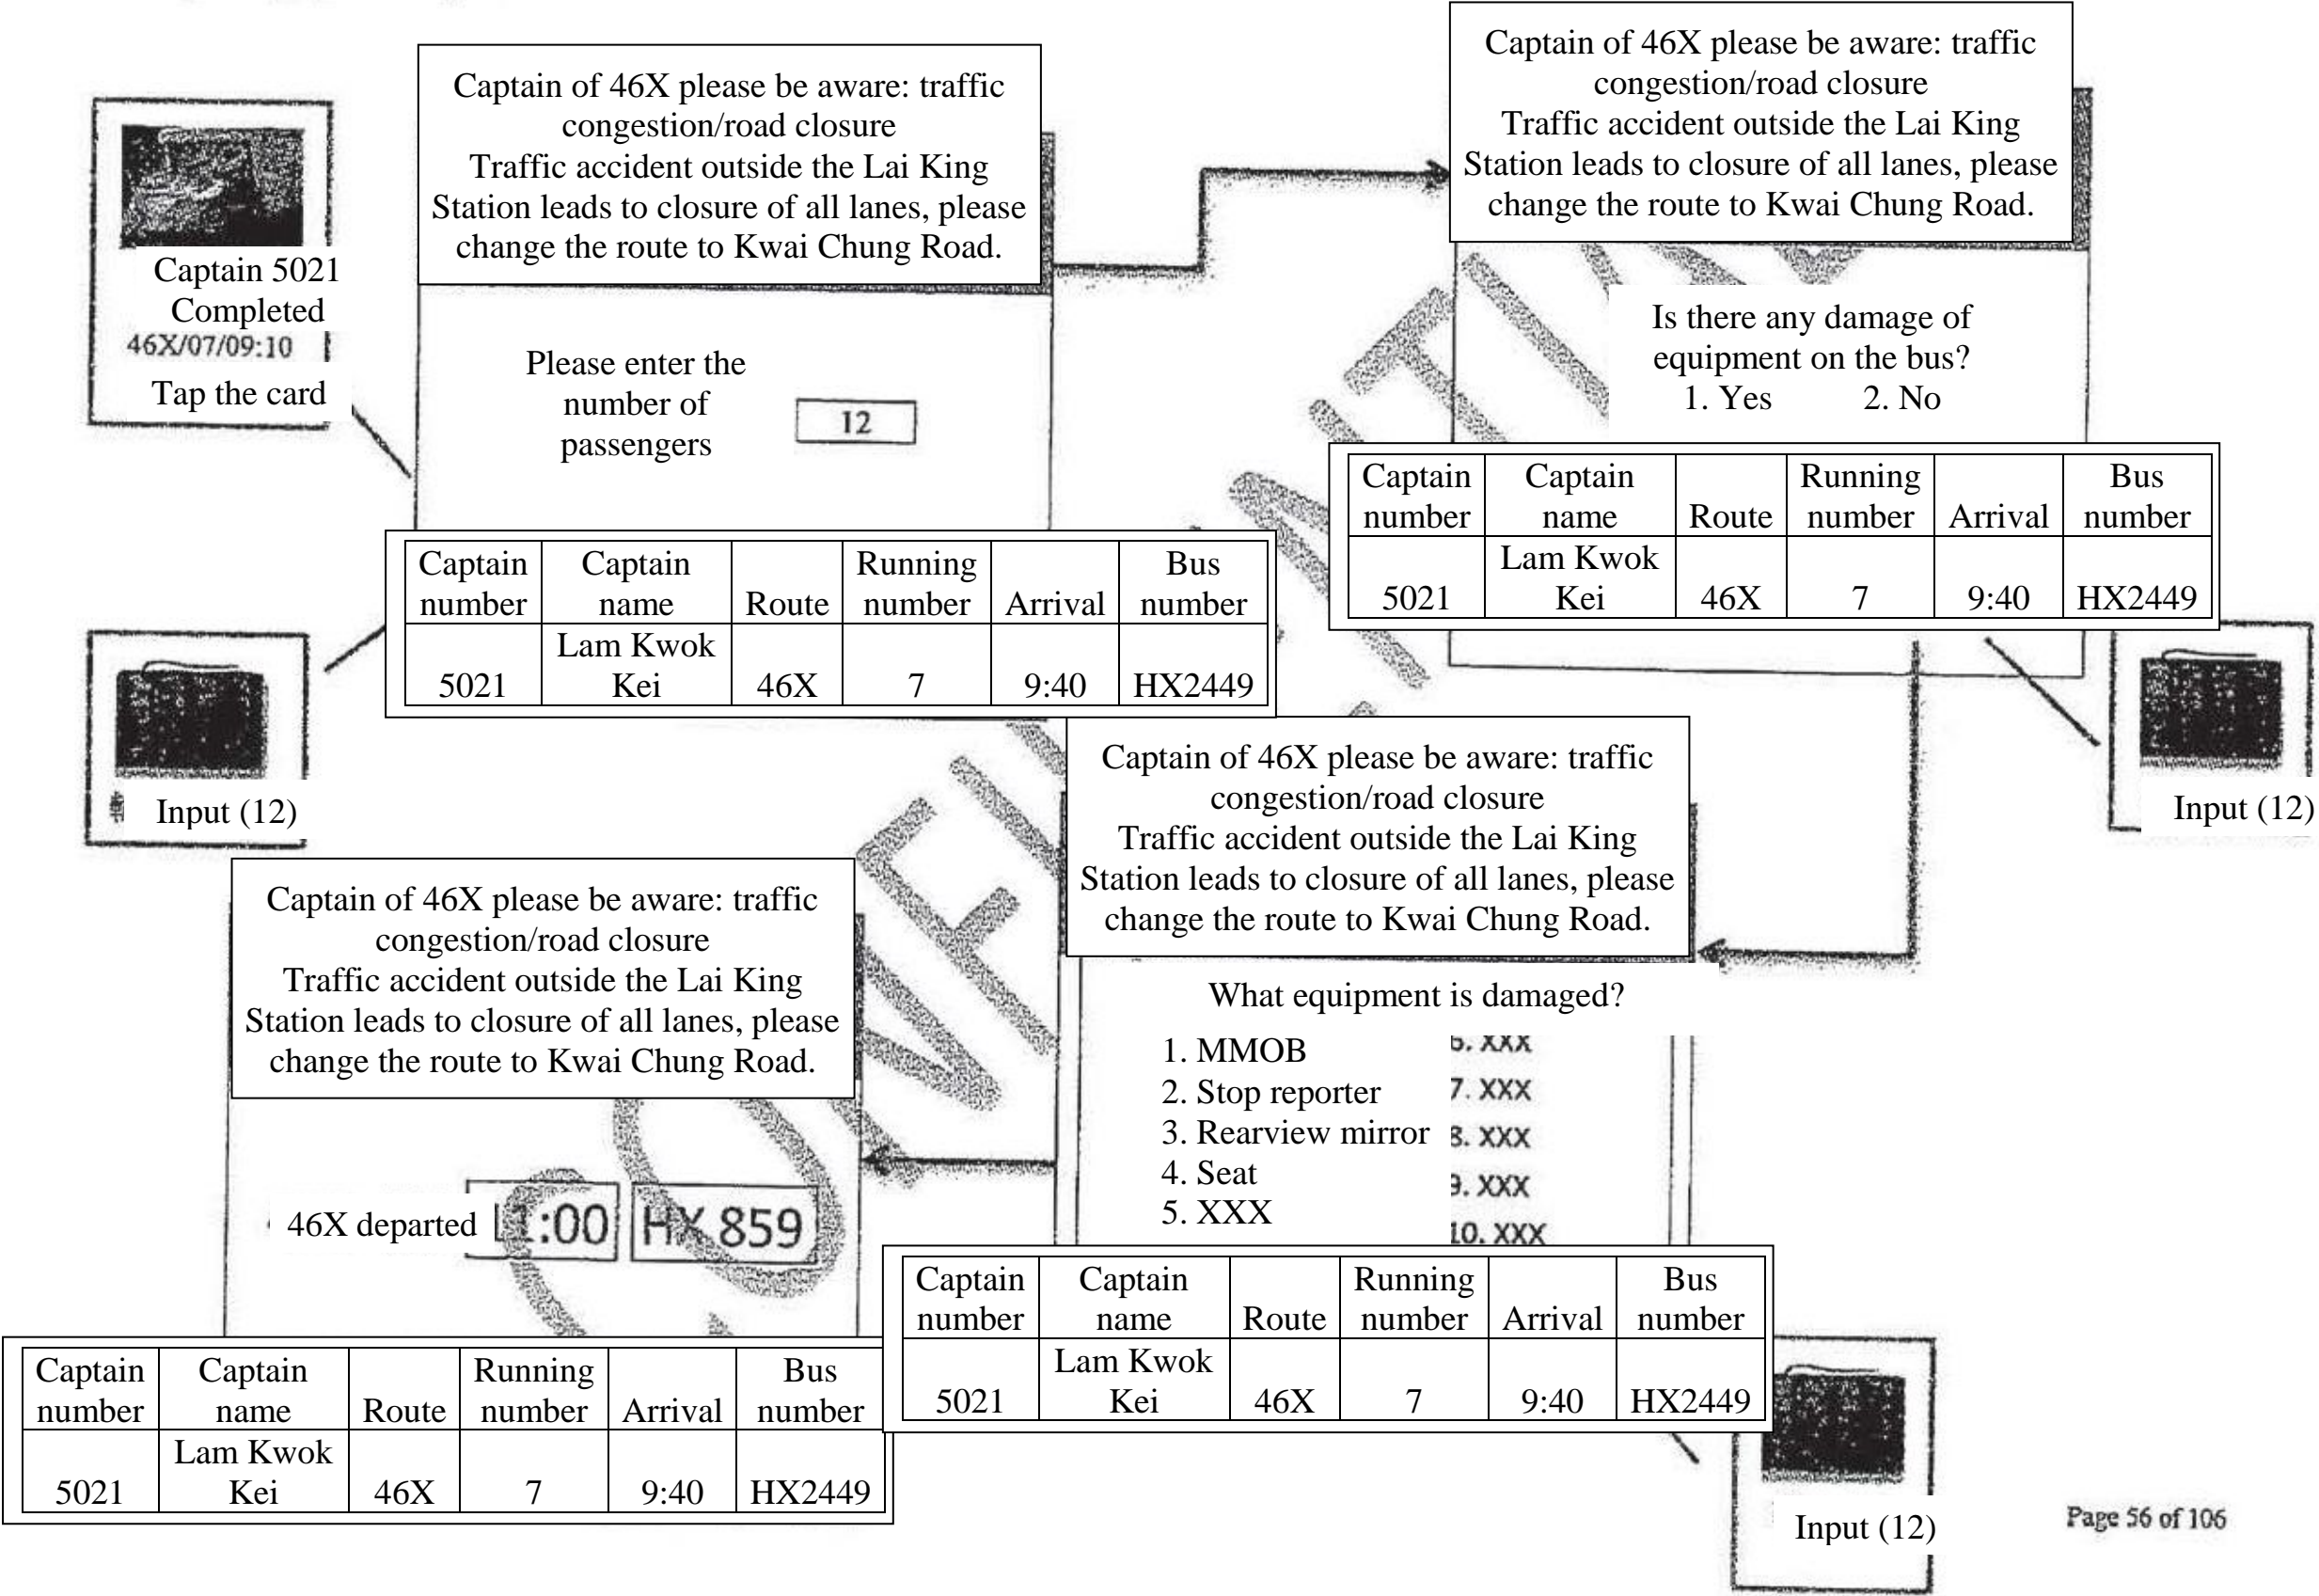 Captain 5021
Completed
46X/07/09:10
Tap the card
Captain of 46X please be aware: traffic
congestion/road closure
Traffic accident outside the Lai King
Station leads to closure of all lanes, please
change the route to Kwai Chung Road.
Please enter the
number of
passengers
12
Captain number Captain name Route Running number Arrival Bus number
5021 Lam Kwok Kei 46X 7 9:40 HX2449
Input (12)
Captain of 46X please be aware: traffic
congestion/road closure
Traffic accident outside the Lai King
Station leads to closure of all lanes, please
change the route to Kwai Chung Road.
Is there any damage of
equipment on the bus?
1. Yes 2. No
Captain number Captain name Route Running number Arrival Bus number
5021 Lam Kwok Kei 46X 7 9:40 HX2449
Input (12)
Captain of 46X please be aware: traffic
congestion/road closure
Traffic accident outside the Lai King
Station leads to closure of all lanes, please
change the route to Kwai Chung Road.
What equipment is damaged?
1. MMOB
2. Stop reporter
3. Rearview mirror
4. Seat
5. XXX
6. XXX
7. XXX
8. XXX
9. XXX
10. XXX
Captain number Captain name Route Running number Arrival Bus number
5021 Lam Kwok Kei 46X 7 9:40 HX2449
Input (12)
Captain of 46X please be aware: traffic
congestion/road closure
Traffic accident outside the Lai King
Station leads to closure of all lanes, please
change the route to Kwai Chung Road.
46X departed :00 HX 859
Captain number Captain name Route Running number Arrival Bus number
5021 Lam Kwok Kei 46X 7 9:40 HX2449
Page 56 of 106